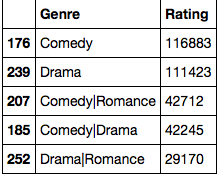 Genre Rating
176 Comedy 116883
239 Drama 111423
207 Comedy|Romance 42712
185 Comedy|Drama 42245
252 Drama|Romance 29170